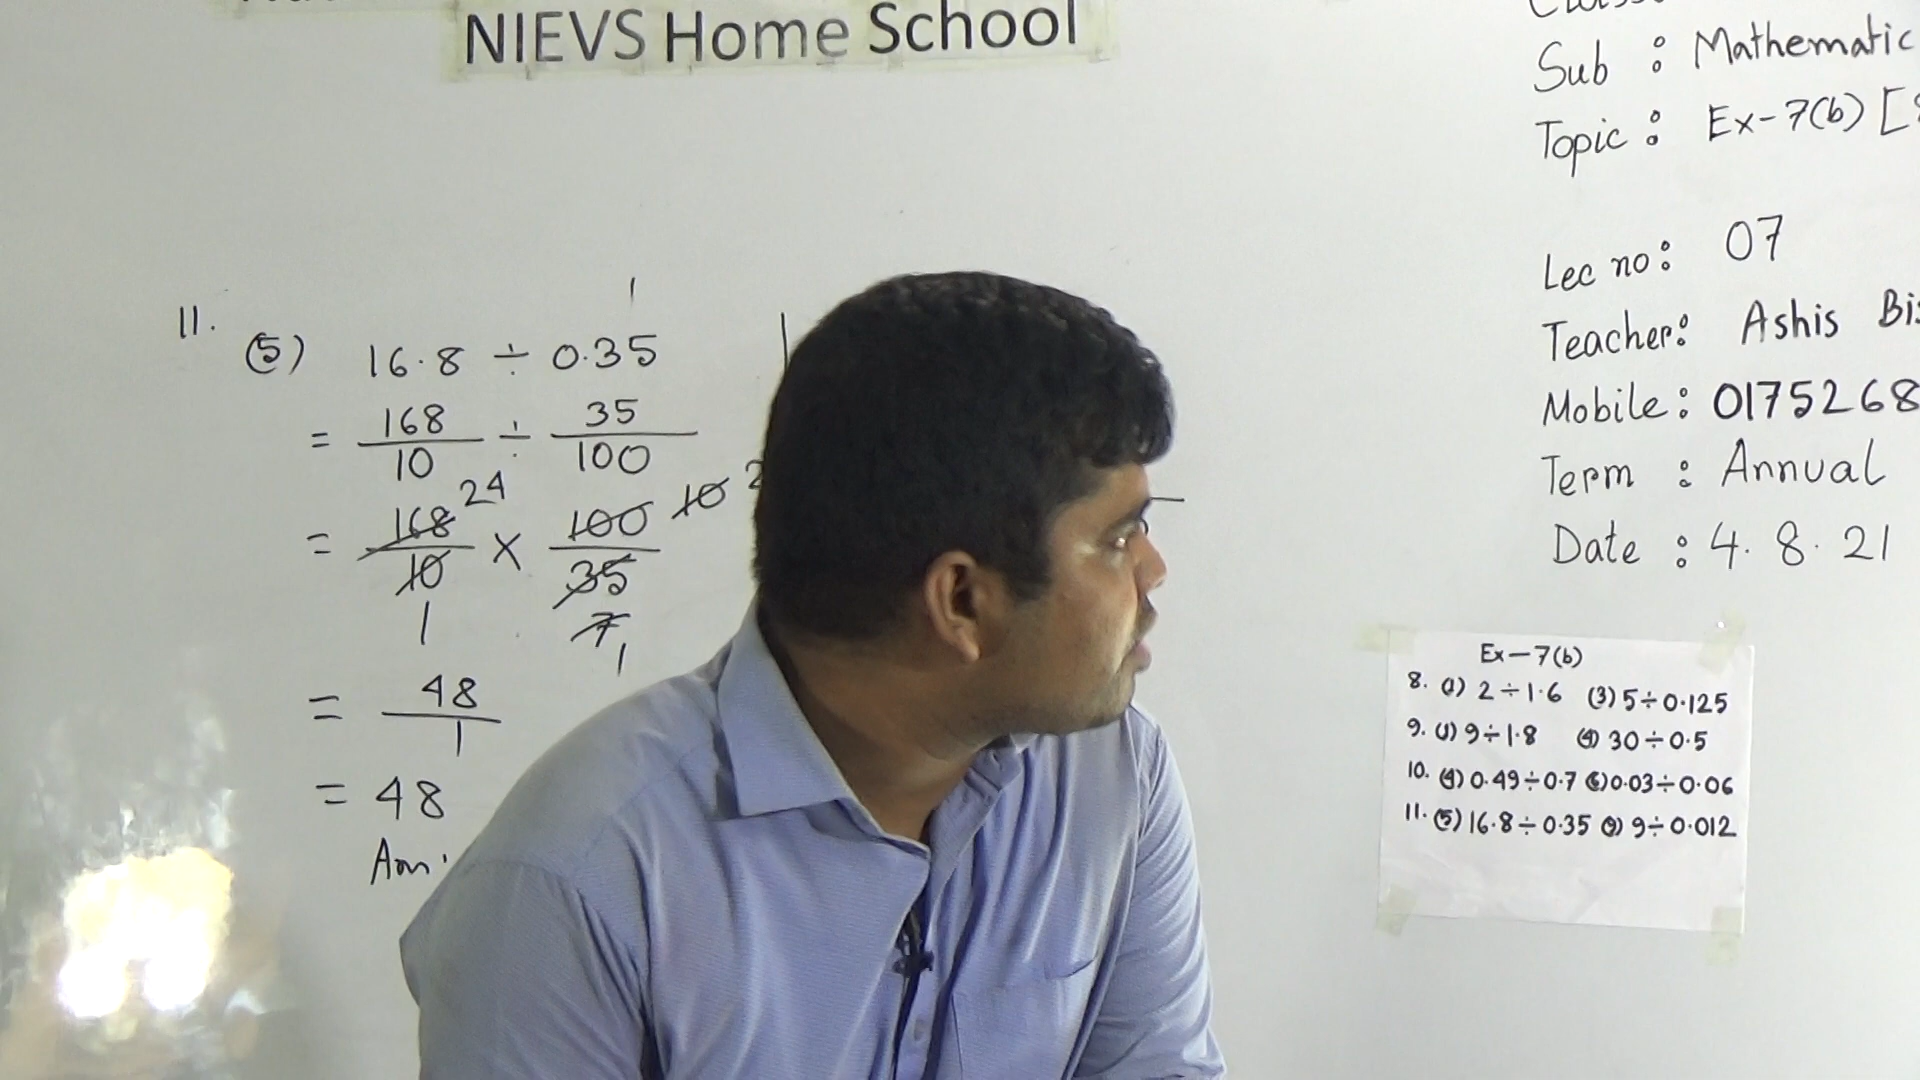 NIEVS Home School
Sub : Mathematic
Topic : Ex-7(b) [
Lec no: 07
Teacher: Ashis Bis
Mobile: 0175268
Term : Annual
Date : 4. 8. 21
11.
(5) 16.8 ÷ 0.35
= 168/10 ÷ 35/100
= 168/10 × 100/35
24 10 2
1 7 1
= 48/1
= 48
Ans:
Ex-7(b)
8. (1) 2÷1.6 (3) 5÷0.125
9. (1) 9÷1.8 (4) 30÷0.5
10. (4) 0.49÷0.7 (6) 0.03÷0.06
11. (5) 16.8÷0.35 (9) 9÷0.012